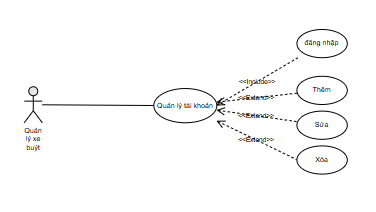 đăng nhập
<<Include>>
Thêm
<<Extend>>
Quản lý tài khoản
<<Extend>>
Sửa
Quản
lý xe
buýt
<<Extend>>
Xóa